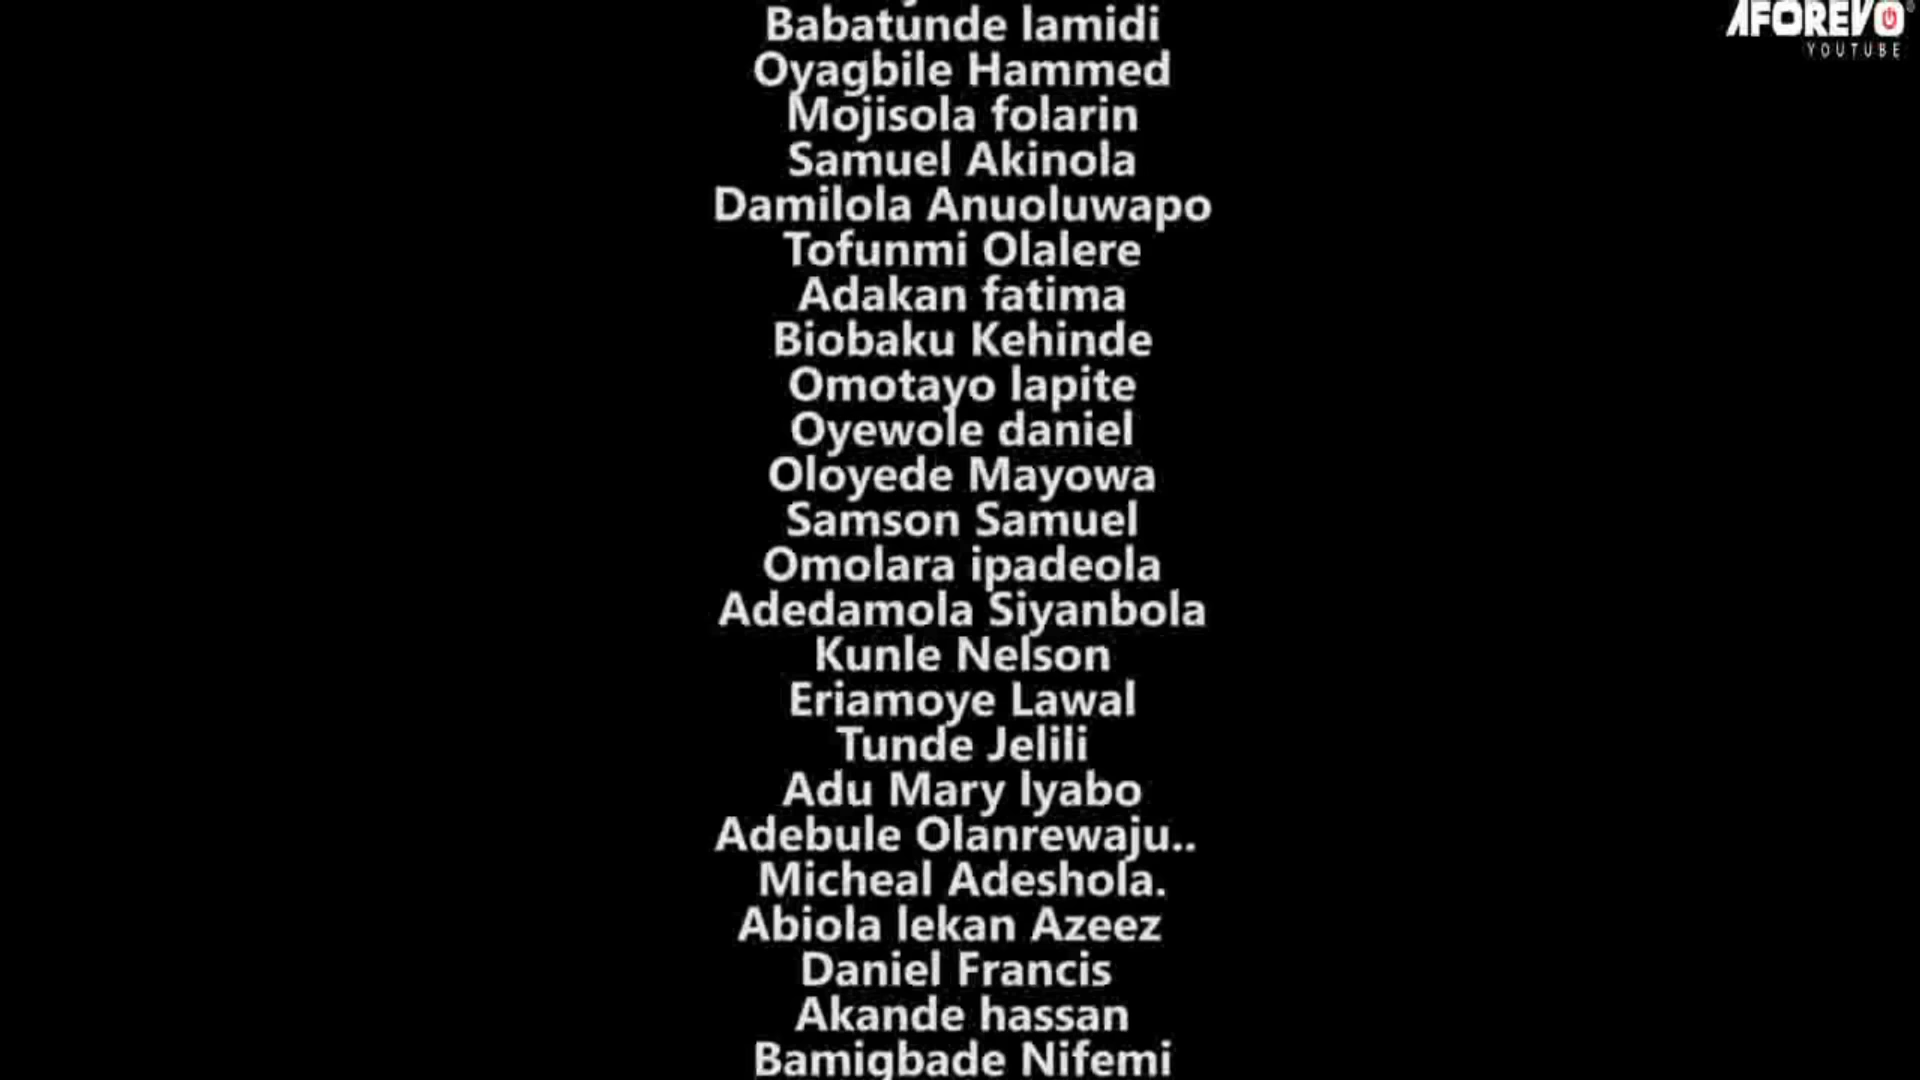 AFOREVO
YOUTUBE
Babatunde lamidi
Oyagbile Hammed
Mojisola folarin
Samuel Akinola
Damilola Anuoluwapo
Tofunmi Olalere
Adakan fatima
Biobaku Kehinde
Omotayo lapite
Oyewole daniel
Oloyede Mayowa
Samson Samuel
Omolara ipadeola
Adedamola Siyanbola
Kunle Nelson
Eriamoye Lawal
Tunde Jelili
Adu Mary Iyabo
Adebule Olanrewaju..
Micheal Adeshola.
Abiola lekan Azeez
Daniel Francis
Akande hassan
Bamigbade Nifemi